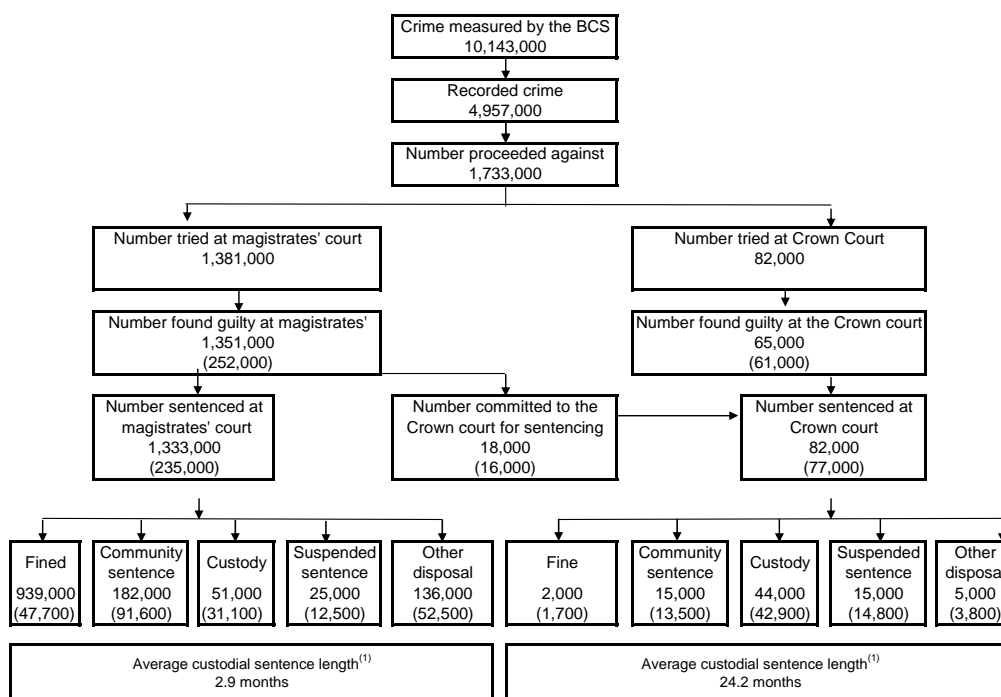 Crime measured by the BCS
10,143,000
Recorded crime
4,957,000
Number proceeded against
1,733,000
Number tried at magistrates' court
1,381,000
Number tried at Crown Court
82,000
Number found guilty at magistrates'
1,351,000
(252,000)
Number found guilty at the Crown court
65,000
(61,000)
Number sentenced at
magistrates' court
1,333,000
(235,000)
Number committed to the
Crown court for sentencing
18,000
(16,000)
Number sentenced at
Crown court
82,000
(77,000)
Fined
939,000
(47,700)
Community
sentence
182,000
(91,600)
Custody
51,000
(31,100)
Suspended
sentence
25,000
(12,500)
Other
disposal
136,000
(52,500)
Fine
2,000
(1,700)
Community
sentence
15,000
(13,500)
Custody
44,000
(42,900)
Suspended
sentence
15,000
(14,800)
Other
disposal
5,000
(3,800)
Average custodial sentence length(1)
2.9 months
Average custodial sentence length(1)
24.2 months